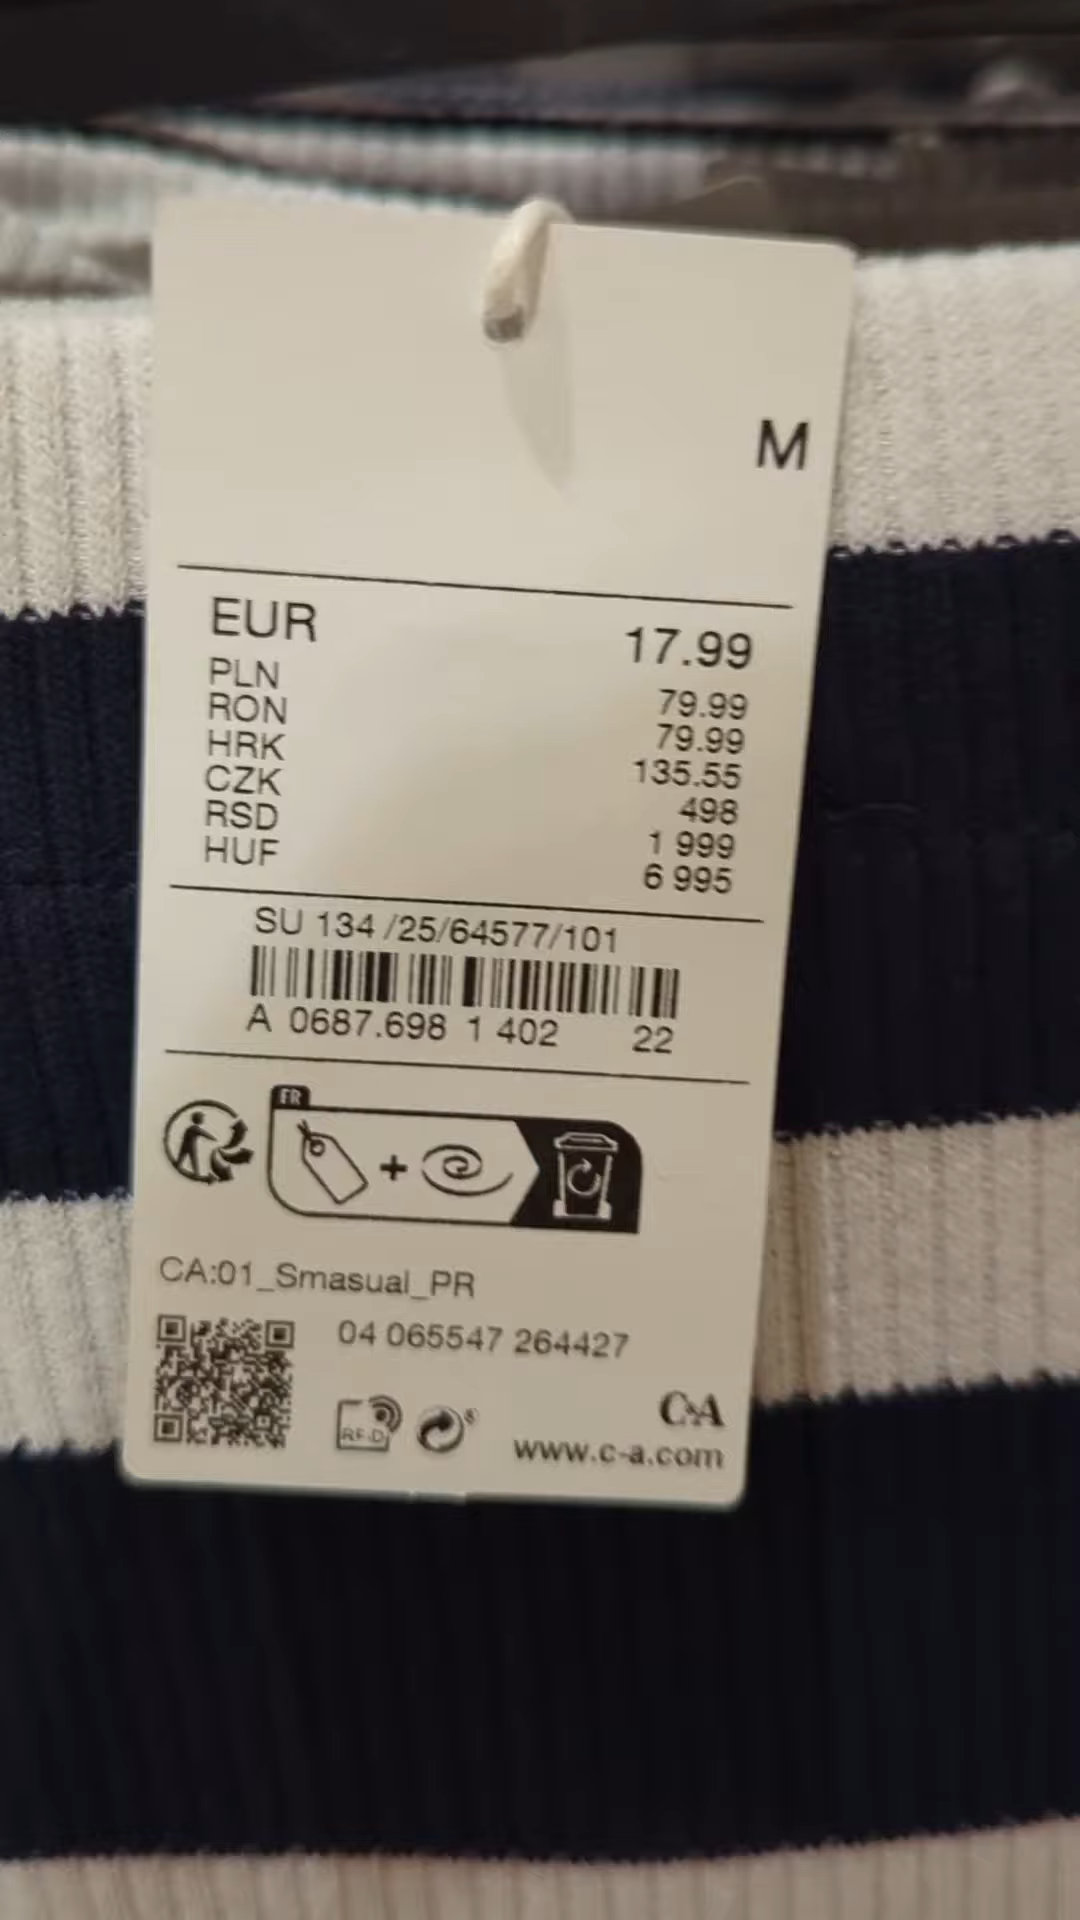 M
EUR 17.99
PLN 79.99
RON 79.99
HRK 135.55
CZK 498
RSD 1 999
HUF 6 995
SU 134 /25/64577/101
A 0687.698 1 402 22
FR
CA:01_Smasual_PR
04 065547 264427
RFID
C&A
www.c-a.com